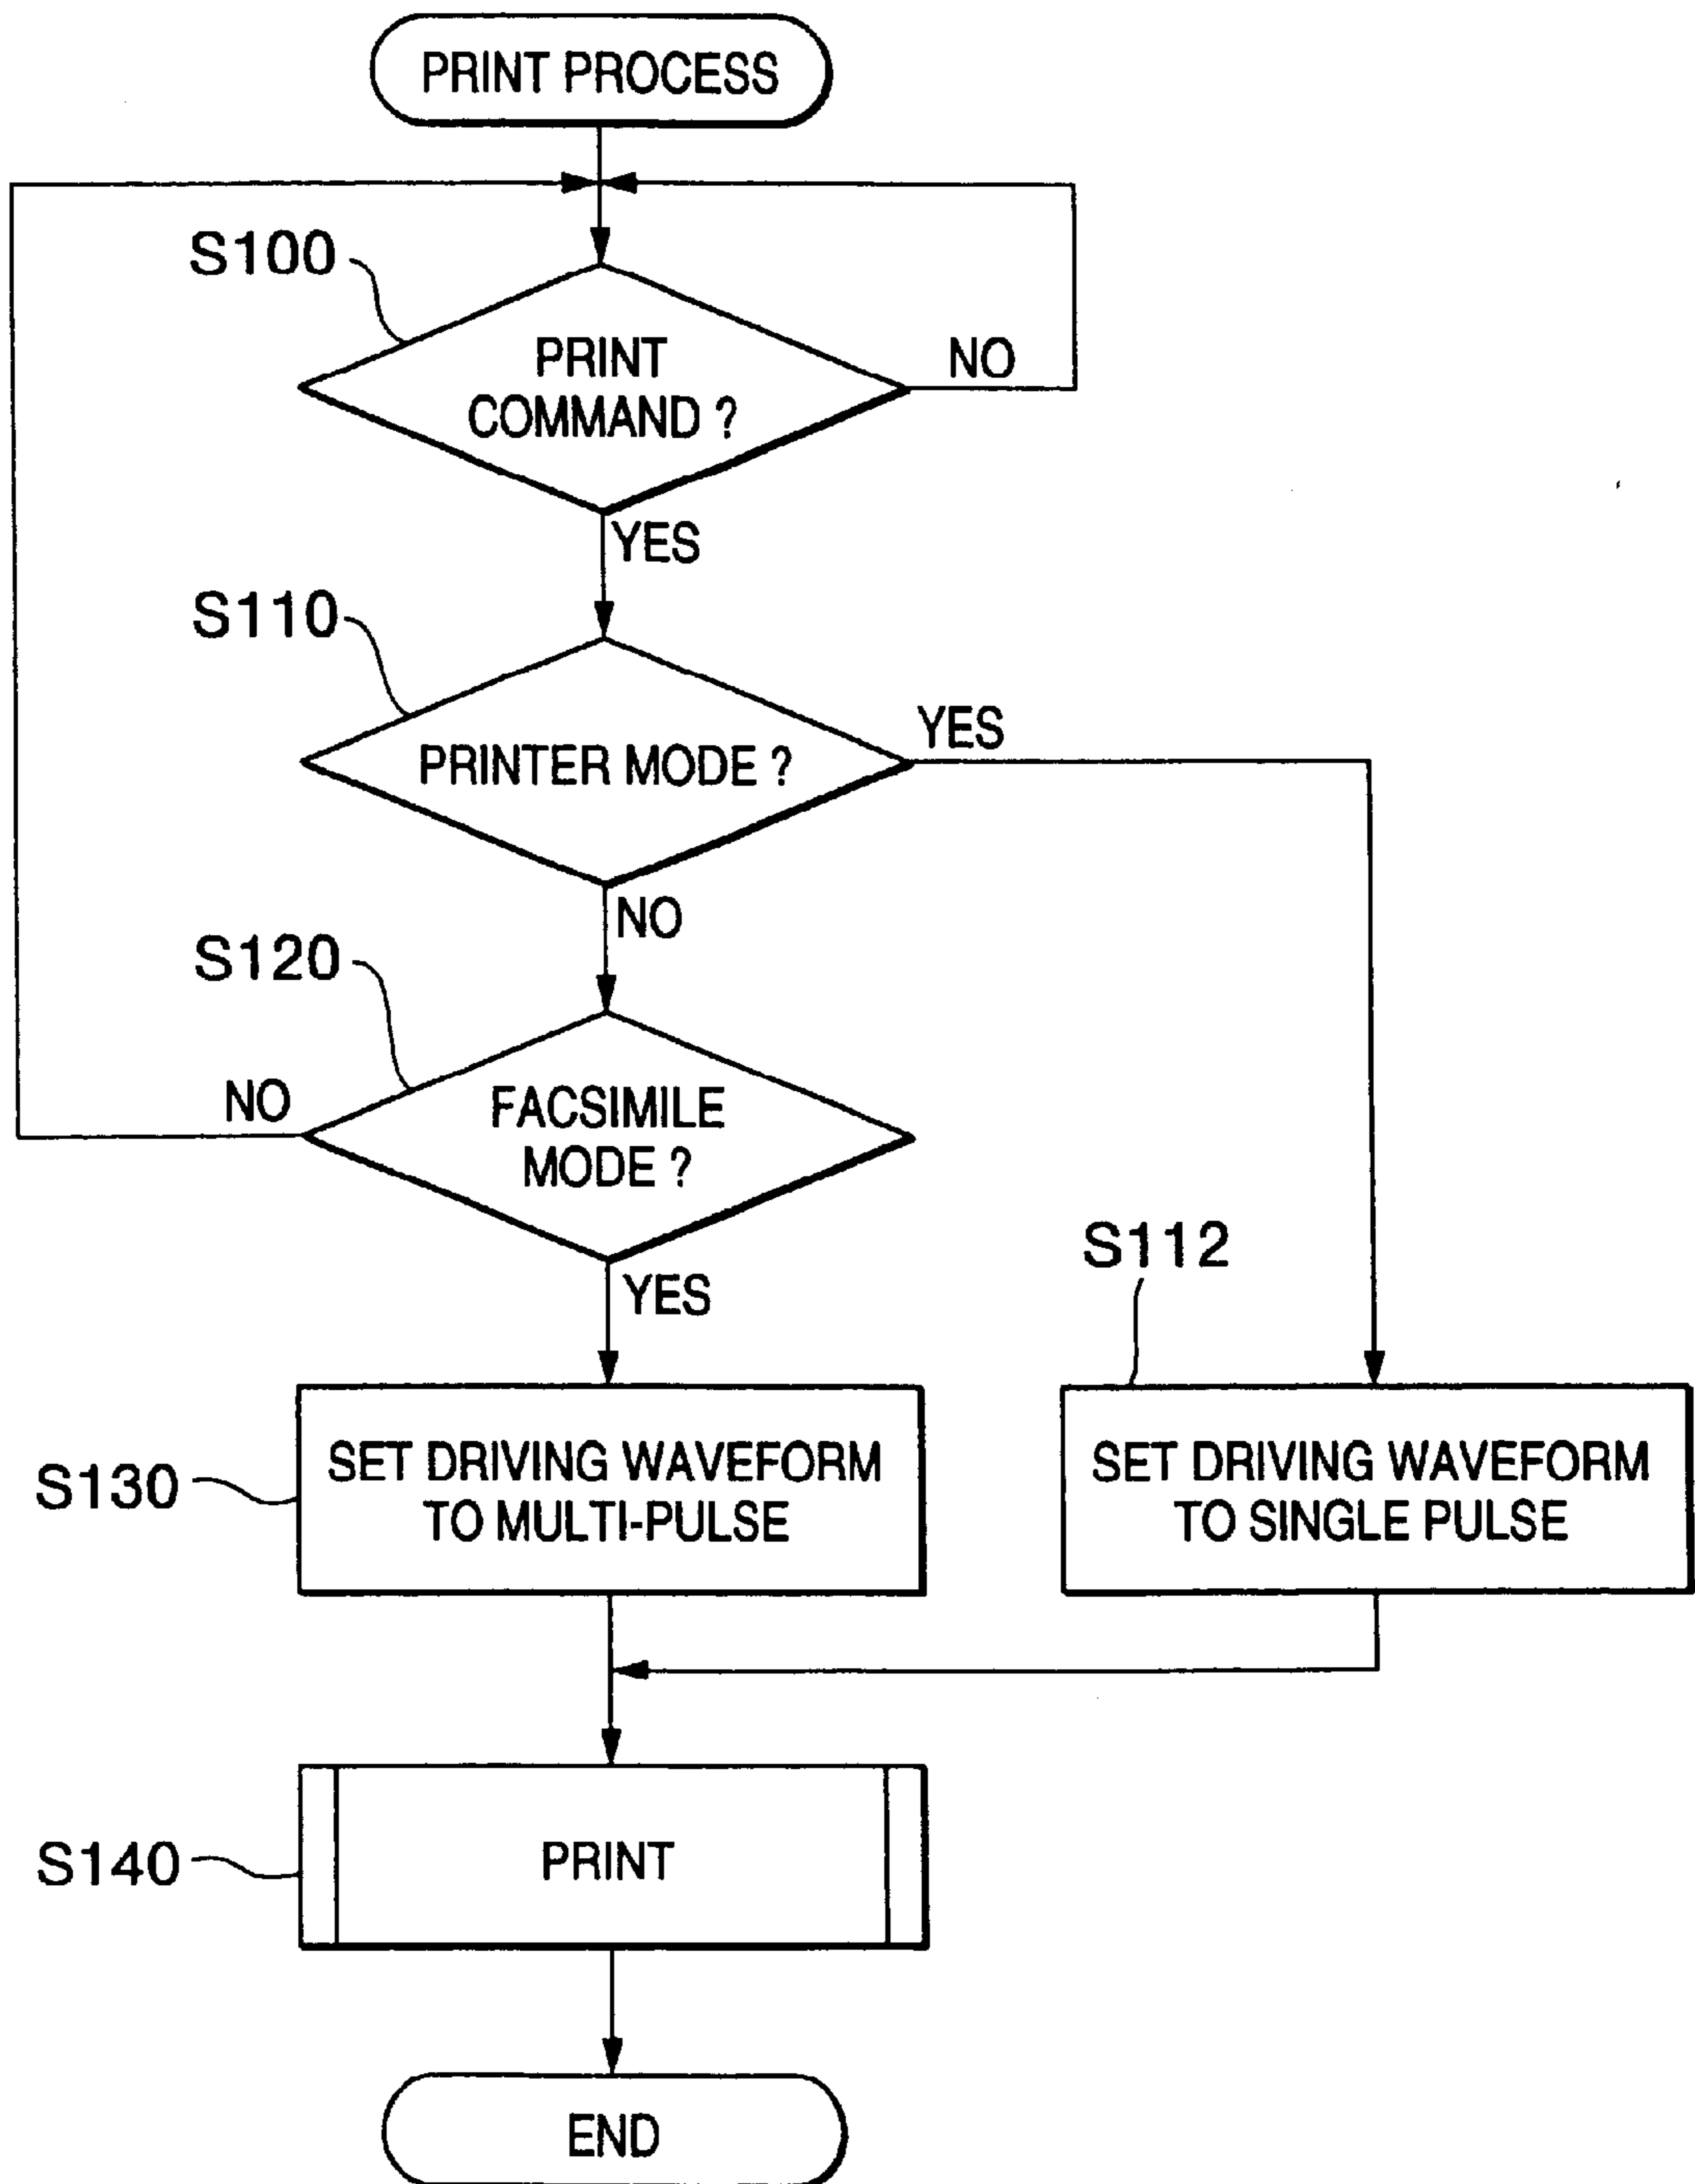 PRINT PROCESS
S100
PRINT
COMMAND ?
NO
YES
S110
PRINTER MODE ?
YES
NO
S120
FACSIMILE
MODE ?
NO
YES
S112
SET DRIVING WAVEFORM
TO MULTI-PULSE
SET DRIVING WAVEFORM
TO SINGLE PULSE
S130
PRINT
S140
END